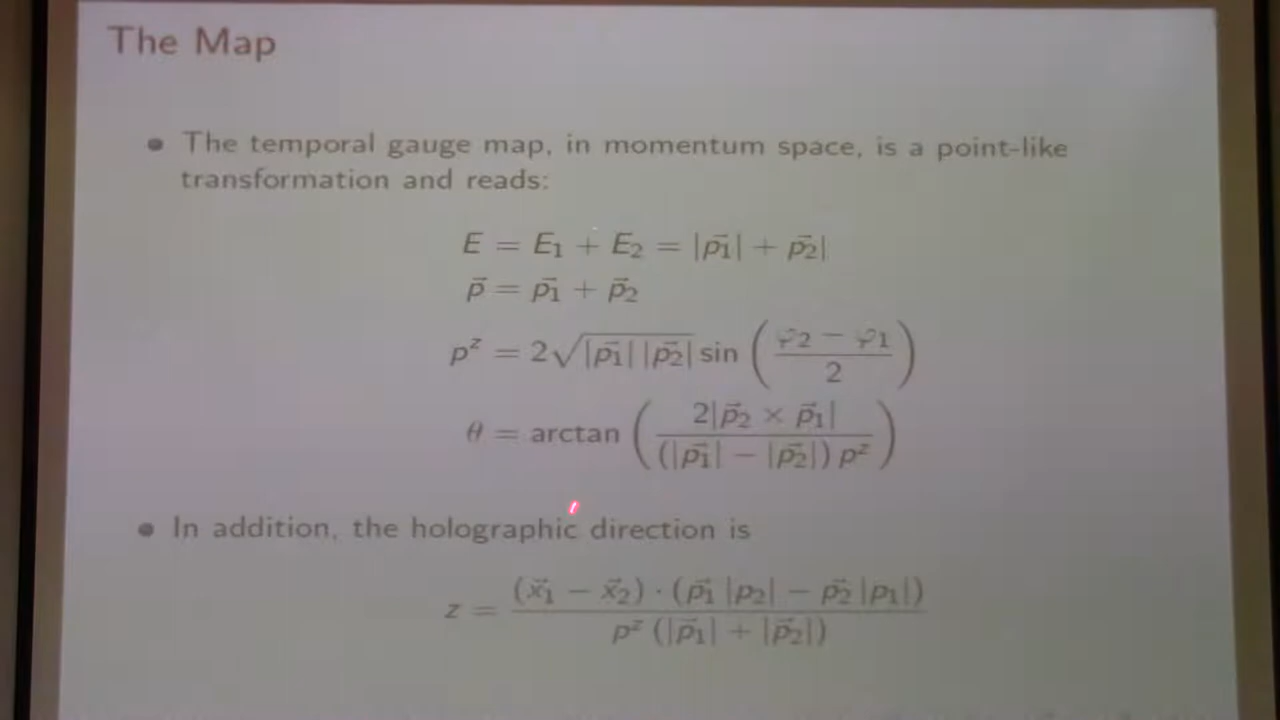 The Map
• The temporal gauge map, in momentum space, is a point-like
transformation and reads:
E = E₁ + E₂ = |p⃗₁| + p⃗₂|
p⃗ = p⃗₁ + p⃗₂
pᶻ = 2√(|p⃗₁| |p⃗₂|) sin ((φ₂ − φ₁)/2)
θ = arctan (2|p⃗₂ × p⃗₁| / ((|p⃗₁| − |p⃗₂|) pᶻ))
• In addition, the holographic direction is
z = (x⃗₁ − x⃗₂) · (p⃗₁ |p₂| − p⃗₂ |p₁|) / (pᶻ (|p⃗₁| + |p⃗₂|))